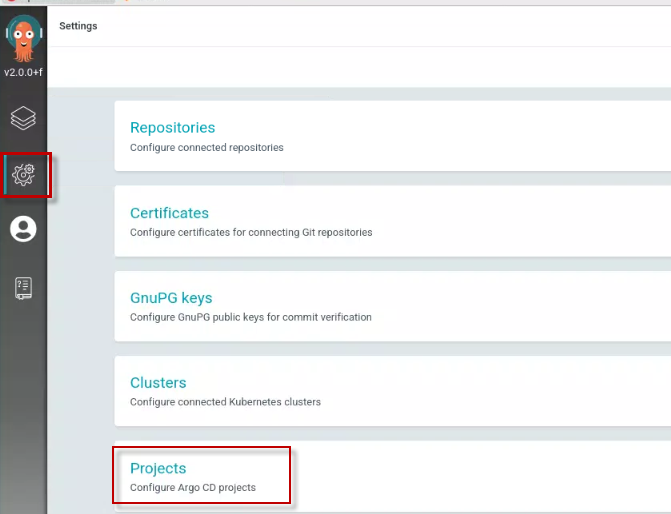 Settings
v2.0.0+f
Repositories
Configure connected repositories
Certificates
Configure certificates for connecting Git repositories
GnuPG keys
Configure GnuPG public keys for commit verification
Clusters
Configure connected Kubernetes clusters
Projects
Configure Argo CD projects